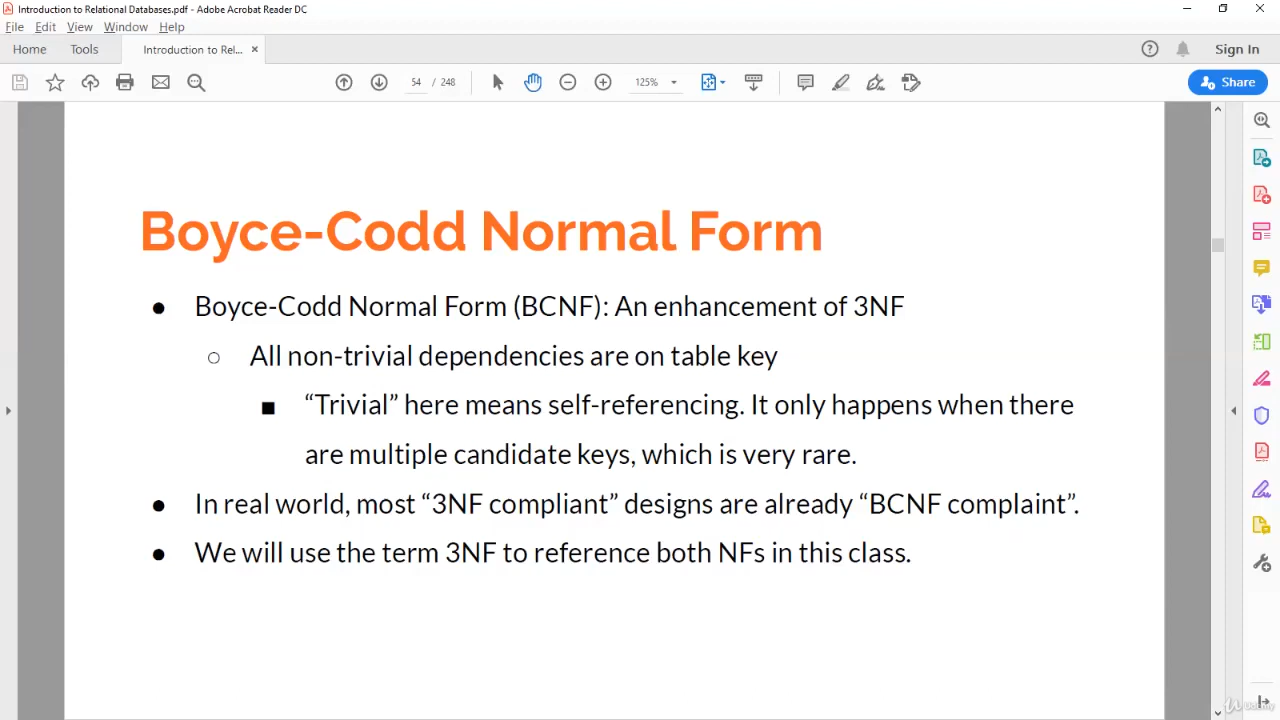 Introduction to Relational Databases.pdf - Adobe Acrobat Reader DC
File Edit View Window Help
Home Tools Introduction to Rel... × Sign In
54 / 248 125% Share
Boyce-Codd Normal Form
● Boyce-Codd Normal Form (BCNF): An enhancement of 3NF
○ All non-trivial dependencies are on table key
■ “Trivial” here means self-referencing. It only happens when there
are multiple candidate keys, which is very rare.
● In real world, most “3NF compliant” designs are already “BCNF complaint”.
● We will use the term 3NF to reference both NFs in this class.
Udemy